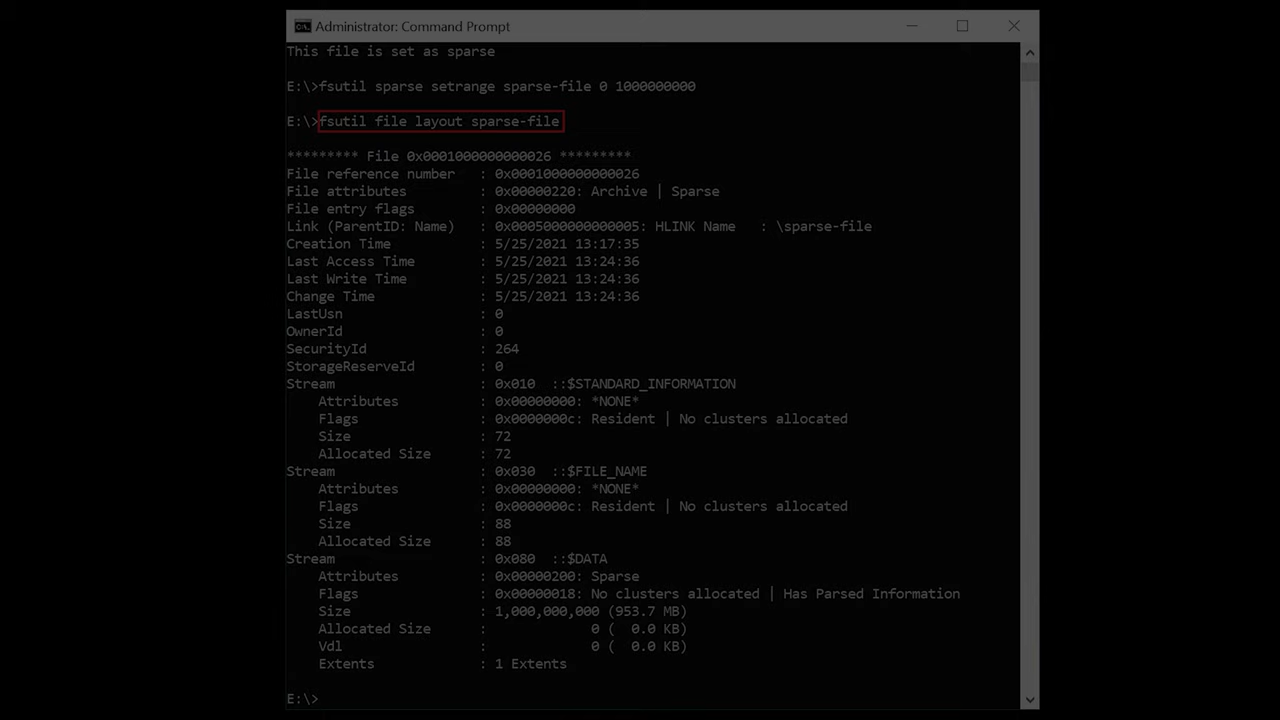 Administrator: Command Prompt
This file is set as sparse
E:\>fsutil sparse setrange sparse-file 0 1000000000
E:\>fsutil file layout sparse-file
********* File 0x0001000000000026 *********
File reference number   : 0x0001000000000026
File attributes         : 0x00000220: Archive | Sparse
File entry flags        : 0x00000000
Link (ParentID: Name)   : 0x0005000000000005: HLINK Name   : \sparse-file
Creation Time           : 5/25/2021 13:17:35
Last Access Time        : 5/25/2021 13:24:36
Last Write Time         : 5/25/2021 13:24:36
Change Time             : 5/25/2021 13:24:36
LastUsn                 : 0
OwnerId                 : 0
SecurityId              : 264
StorageReserveId        : 0
Stream                  : 0x010  ::$STANDARD_INFORMATION
    Attributes          : 0x00000000: *NONE*
    Flags               : 0x0000000c: Resident | No clusters allocated
    Size                : 72
    Allocated Size      : 72
Stream                  : 0x030  ::$FILE_NAME
    Attributes          : 0x00000000: *NONE*
    Flags               : 0x0000000c: Resident | No clusters allocated
    Size                : 88
    Allocated Size      : 88
Stream                  : 0x080  ::$DATA
    Attributes          : 0x00000200: Sparse
    Flags               : 0x00000018: No clusters allocated | Has Parsed Information
    Size                : 1,000,000,000 (953.7 MB)
    Allocated Size      :             0 (  0.0 KB)
    Vdl                 :             0 (  0.0 KB)
    Extents             : 1 Extents
E:\>